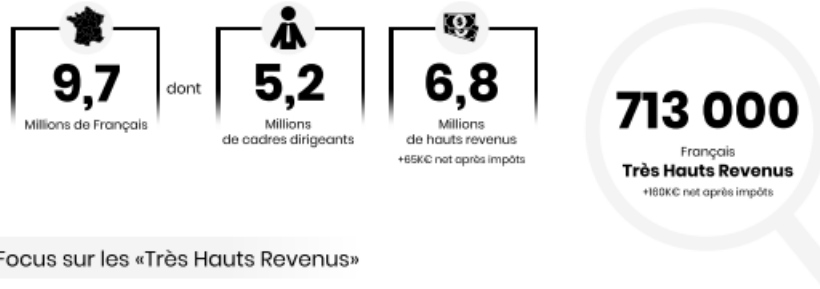 9,7
Millions de Français
dont
5,2
Millions
de cadres dirigeants
6,8
Millions
de hauts revenus
+65K€ net après impôts
713 000
Français
Très Hauts Revenus
+160K€ net après impôts
Focus sur les «Très Hauts Revenus»